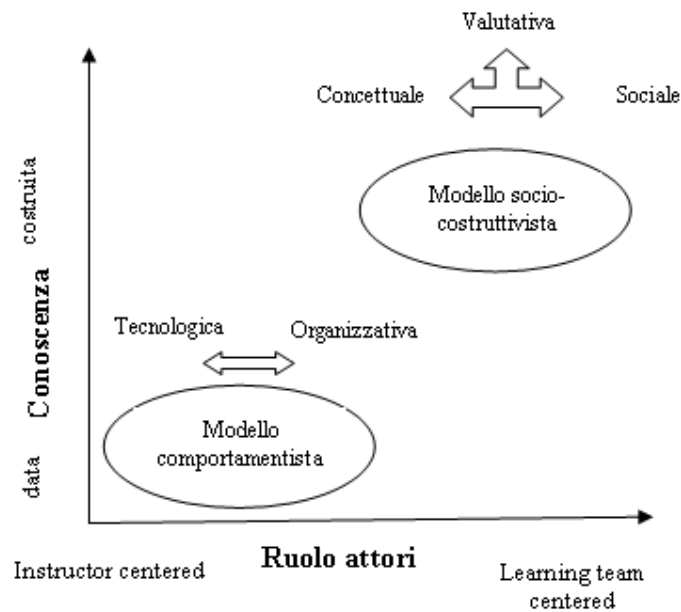 Valutativa
Concettuale
Sociale
Modello socio-
costruttivista
costruita
Conoscenza
data
Tecnologica
Organizzativa
Modello
comportamentista
Instructor centered
Ruolo attori
Learning team
centered